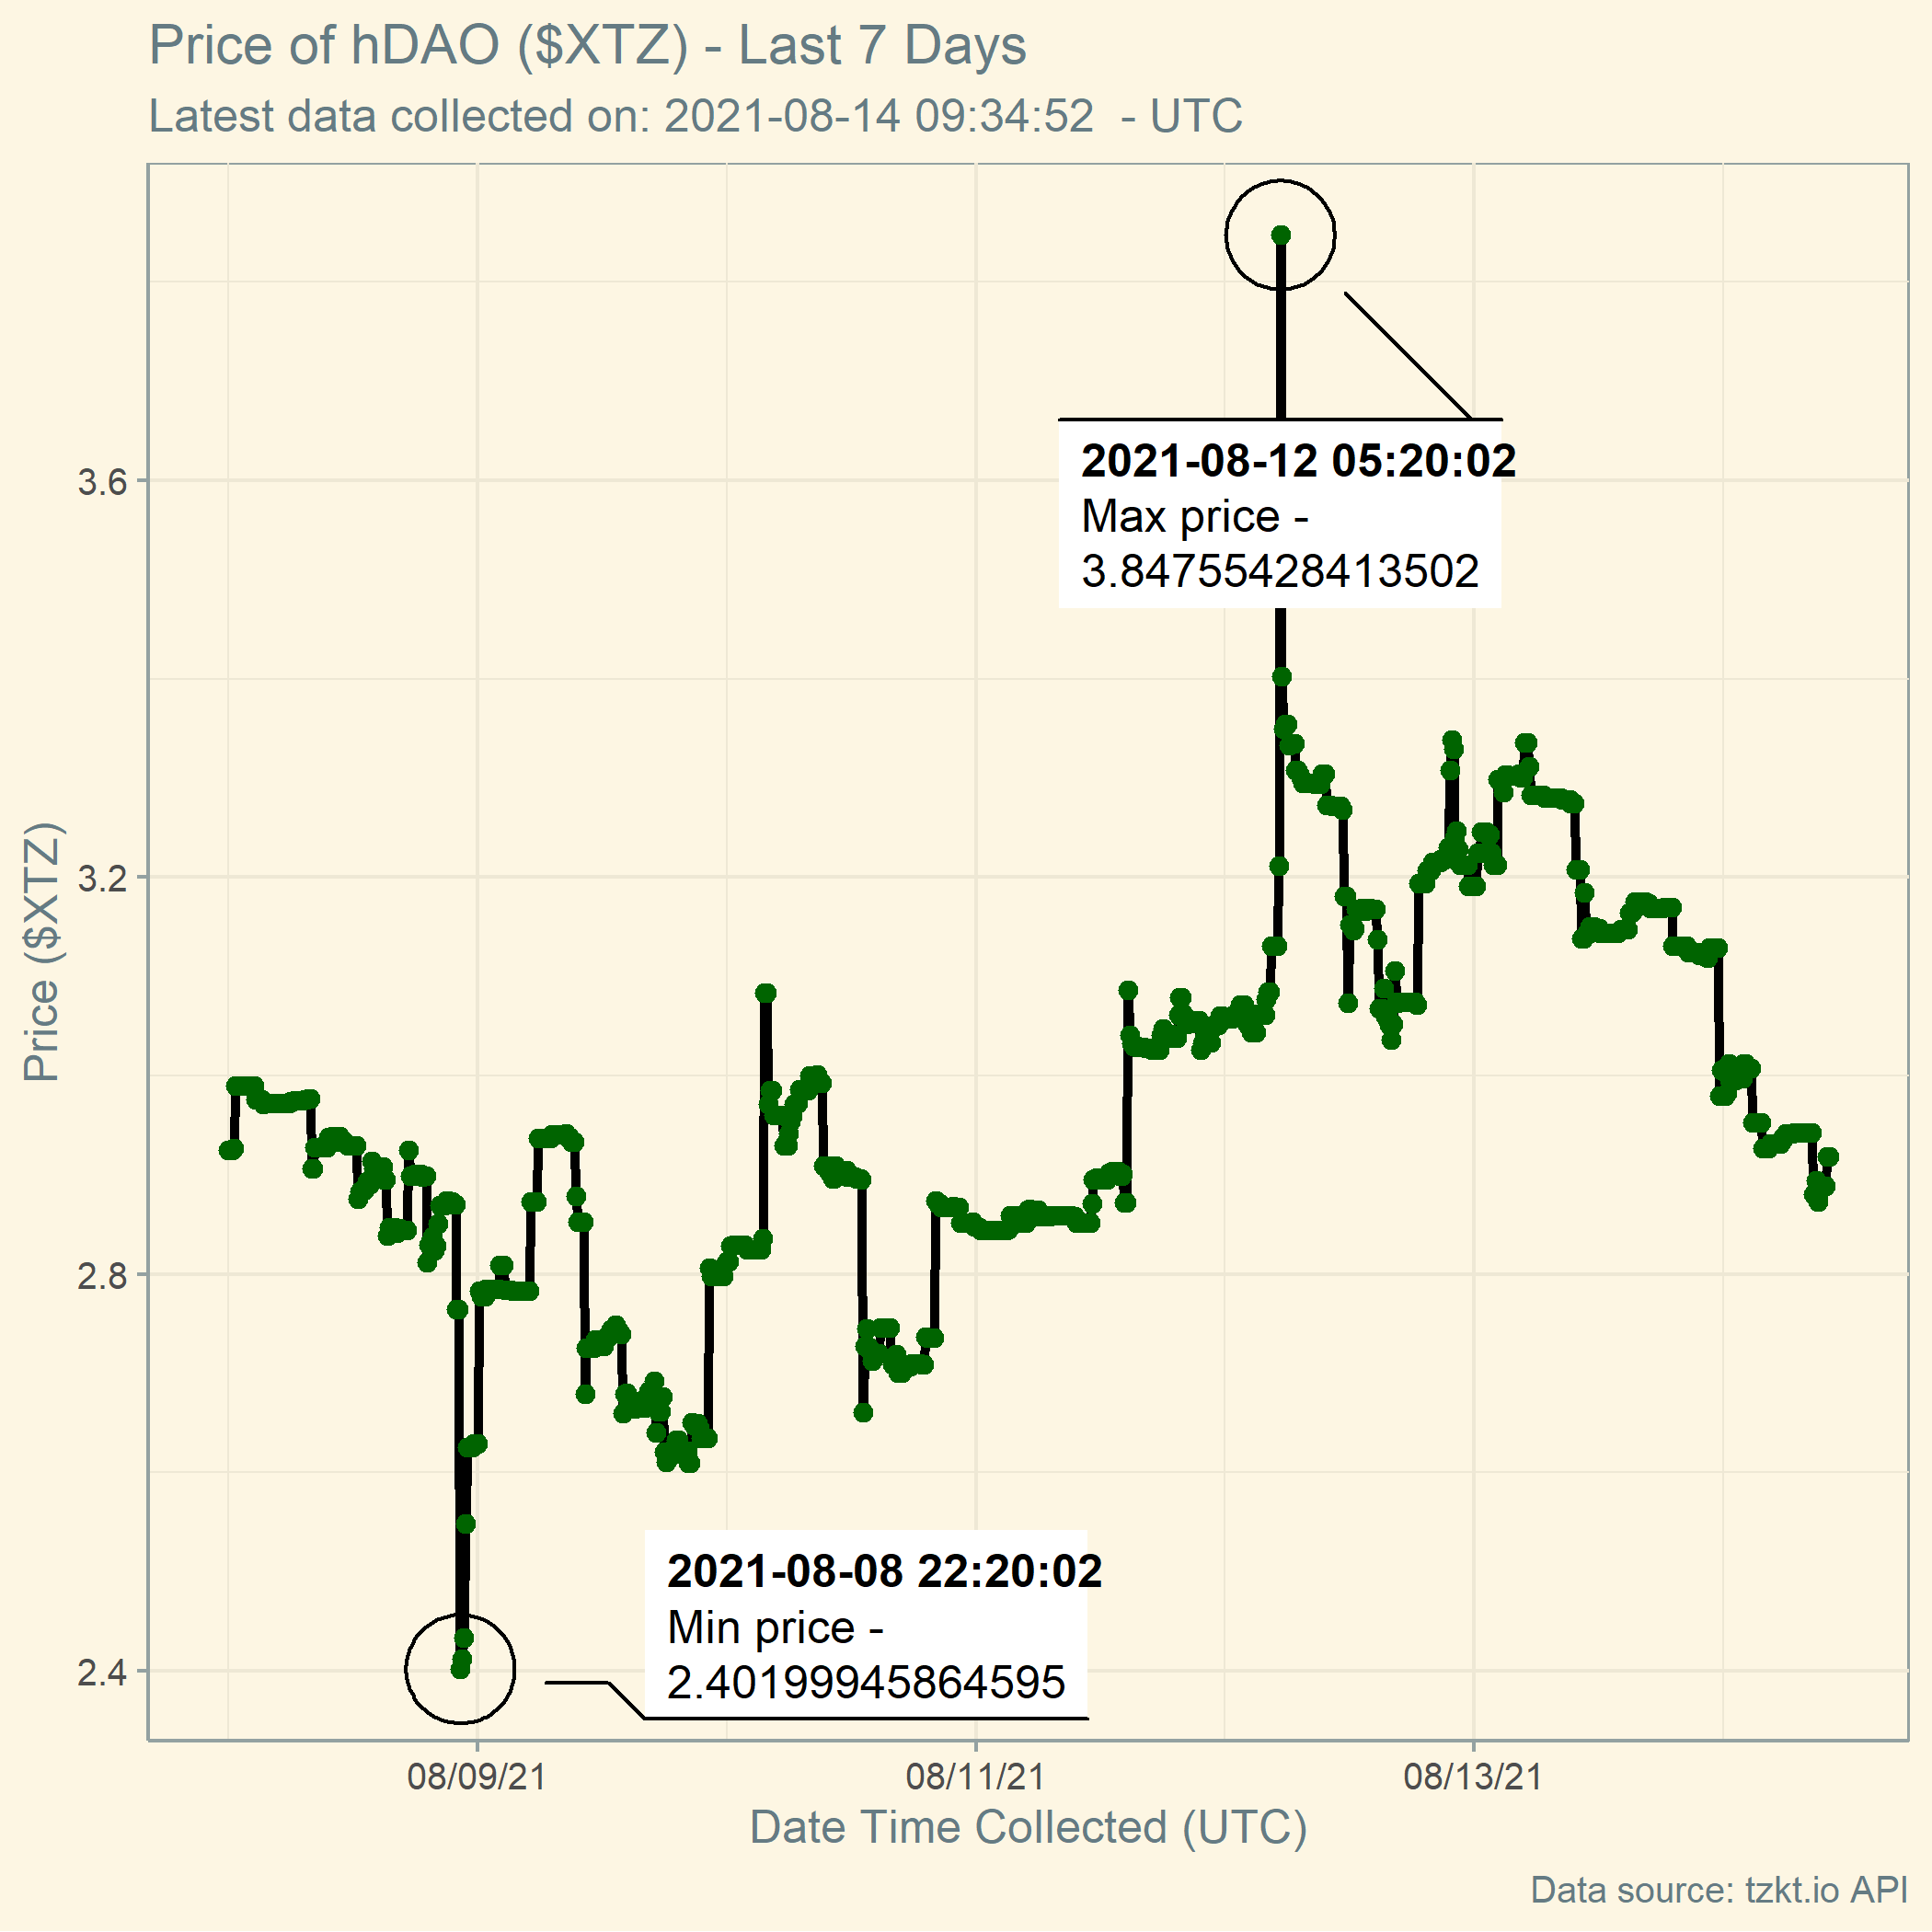 Price of hDAO ($XTZ) - Last 7 Days
Latest data collected on: 2021-08-14 09:34:52  - UTC
Price ($XTZ)
3.6
3.2
2.8
2.4
2021-08-12 05:20:02
Max price -
3.84755428413502
2021-08-08 22:20:02
Min price -
2.40199945864595
08/09/21
08/11/21
08/13/21
Date Time Collected (UTC)
Data source: tzkt.io API